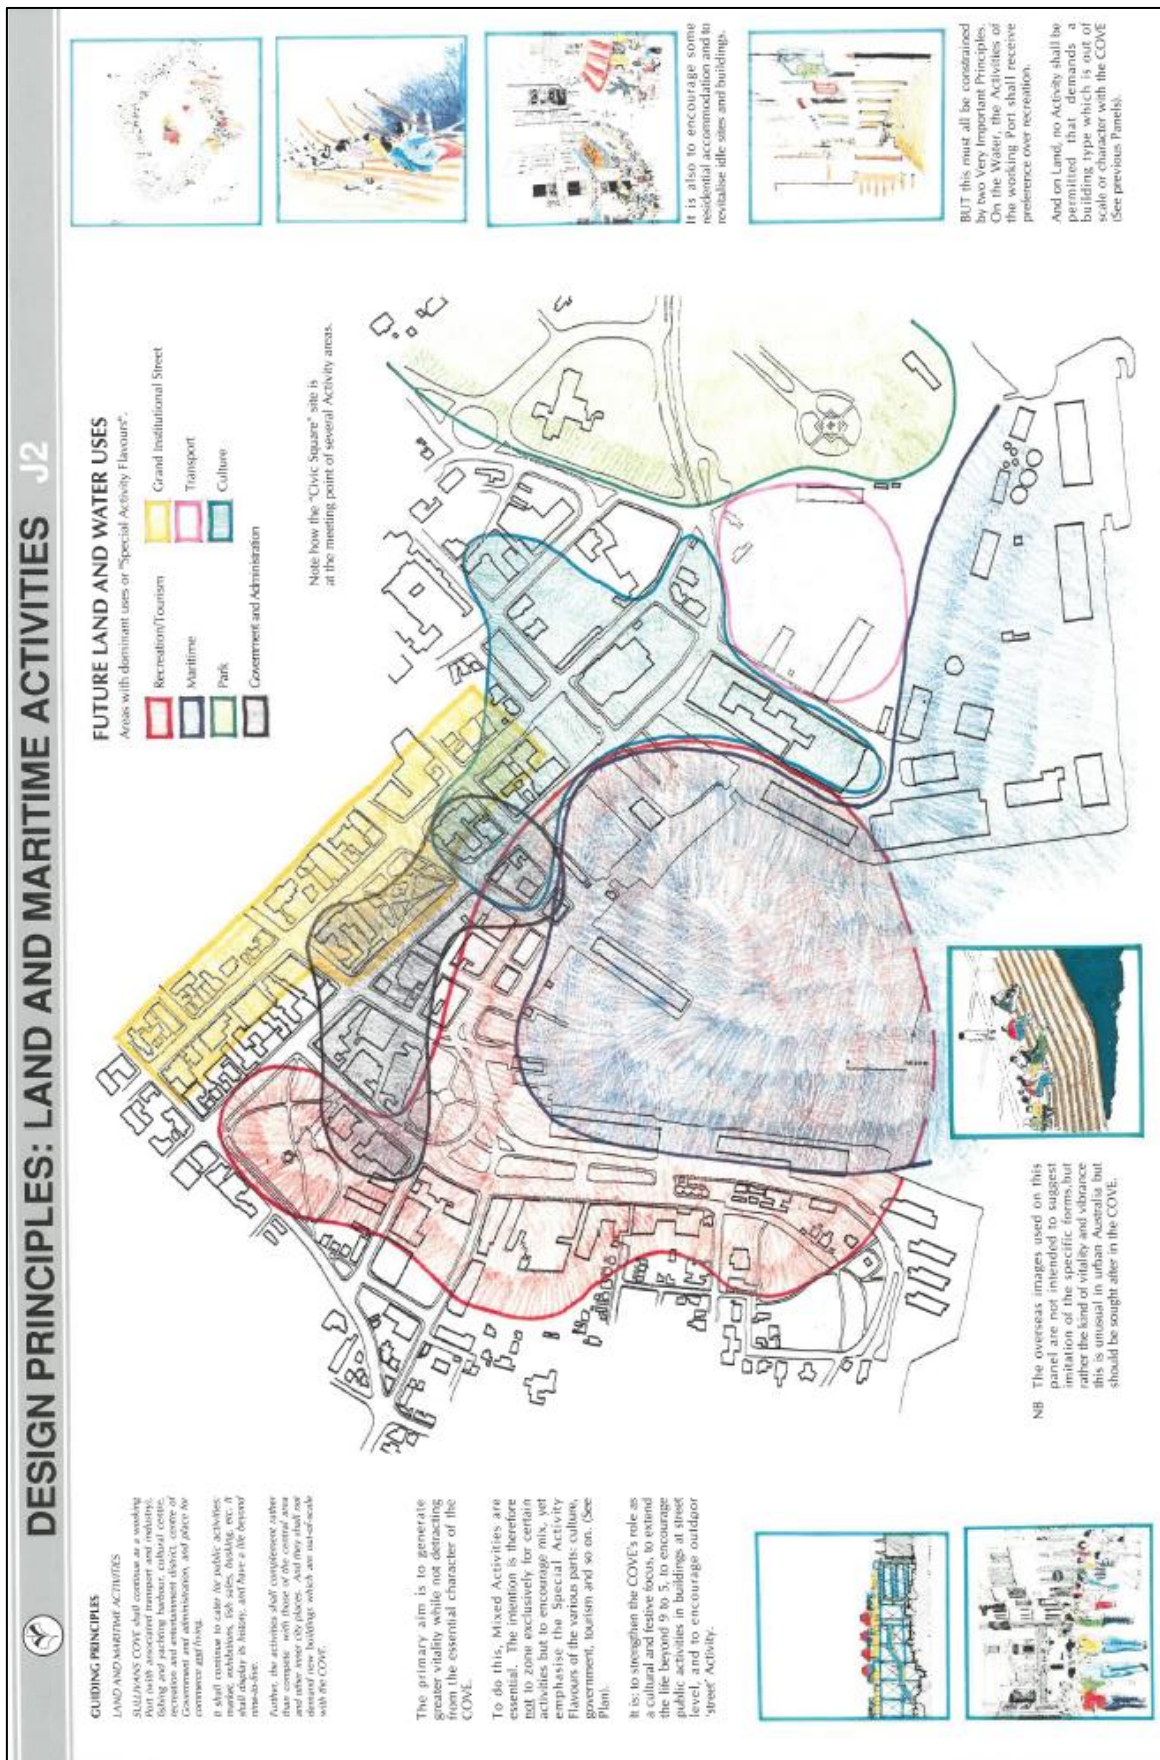 DESIGN PRINCIPLES: LAND AND MARITIME ACTIVITIES J2
GUIDING PRINCIPLES
LAND AND MARITIME ACTIVITIES
SULLIVANS COVE shall continue as a working
Port (with associated transport and industry),
fishing and yachting harbour, cultural centre,
recreation and entertainment district, centre of
Government and administration, and place for
commerce and living.
It shall continue to cater for public activities:
market, exhibitions, fish sales, busking, etc. It
shall display its history, and have a life beyond
nine-to-five.
Further, the activities shall complement rather
than compete with those of the central area
and other inner city places. And they shall not
demand new buildings which are out-of-scale
with the COVE.
The primary aim is to generate
greater vitality while not detracting
from the essential character of the
COVE.
To do this, Mixed Activities are
essential. The intention is therefore
not to zone exclusively for certain
activities but to encourage mix, yet
emphasise the Special Activity
Flavours of the various parts: culture,
government, tourism and so on. (See
Plan).
It is: to strengthen the COVE's role as
a cultural and festive focus, to extend
the life beyond 9 to 5, to encourage
public activities in buildings at street
level, and to encourage outdoor
'street' Activity.
FUTURE LAND AND WATER USES
Areas with dominant uses or "Special Activity Flavours".
Recreation/Tourism
Maritime
Park
Government and Administration
Grand Institutional Street
Transport
Culture
Note how the "Civic Square" site is
at the meeting point of several Activity areas.
NB The overseas images used on this
panel are not intended to suggest
imitation of the specific forms, but
rather the kind of vitality and vibrance
this is unusual in urban Australia but
should be sought after in the COVE.
It is also to encourage some
residential accommodation and to
revitalise idle sites and buildings.
BUT this must all be constrained
by two Very Important Principles.
On the Water, the Activities of
the working Port shall receive
preference over recreation.
And on Land, no Activity shall be
permitted that demands a
building type which is out of
scale or character with the COVE
(See previous Panels).